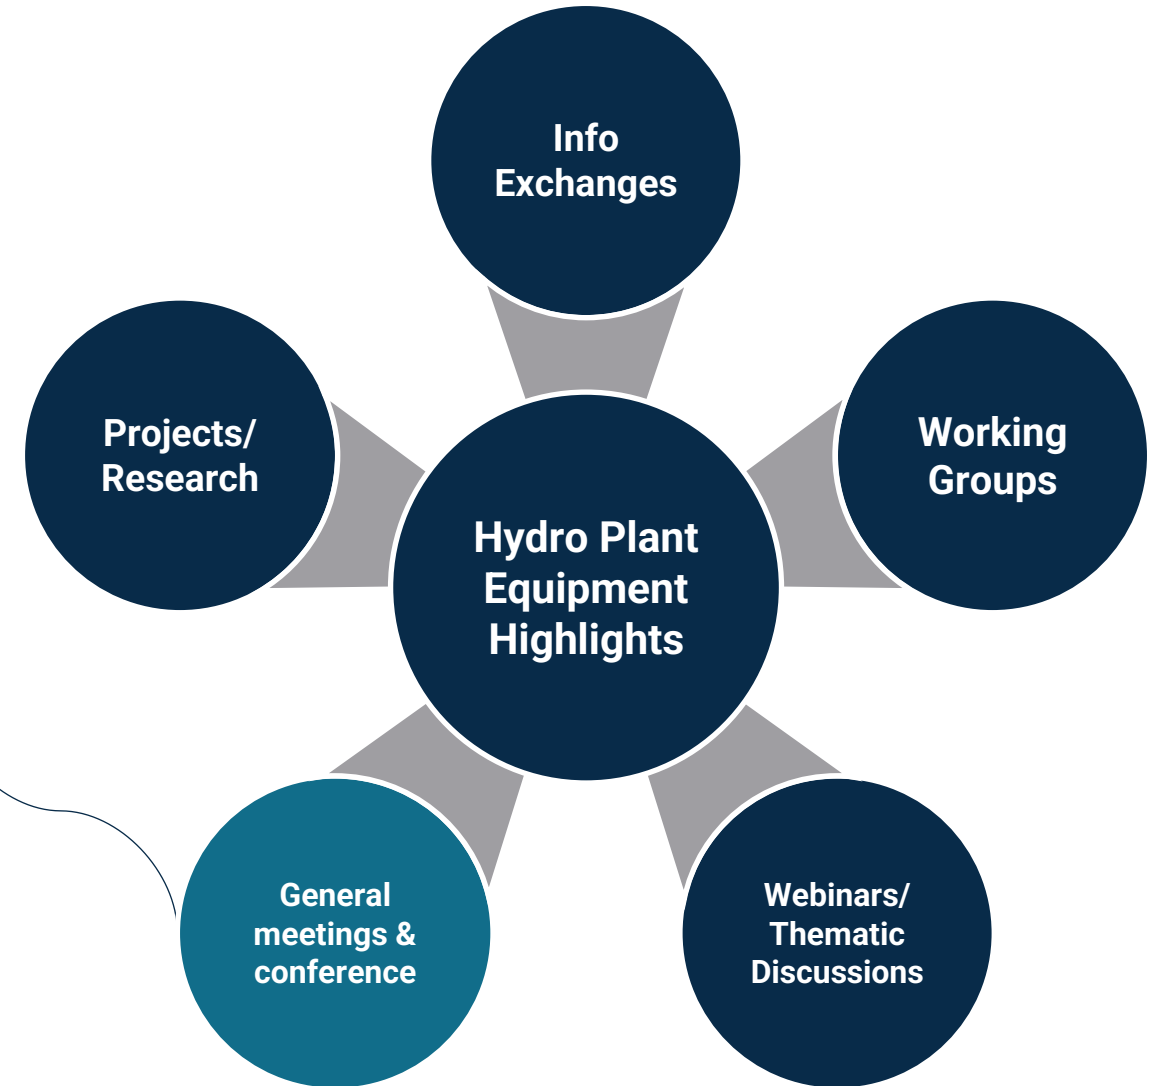 Info
Exchanges
Projects/
Research
Working
Groups
Hydro Plant
Equipment
Highlights
General
meetings &
conference
Webinars/
Thematic
Discussions